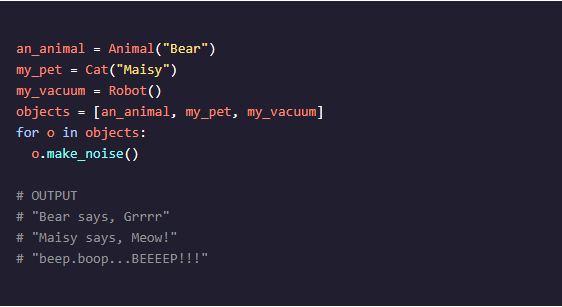 an_animal = Animal("Bear")
my_pet = Cat("Maisy")
my_vacuum = Robot()
objects = [an_animal, my_pet, my_vacuum]
for o in objects:
  o.make_noise()

# OUTPUT
# "Bear says, Grrrr"
# "Maisy says, Meow!"
# "beep.boop...BEEEEP!!!"